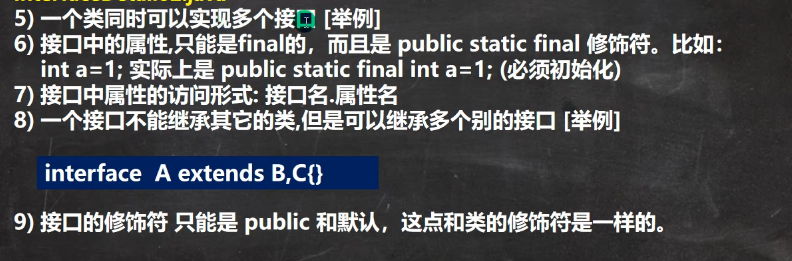 5) 一个类同时可以实现多个接口 [举例]
6) 接口中的属性,只能是final的，而且是 public static final 修饰符。比如：
int a=1; 实际上是 public static final int a=1; (必须初始化)
7) 接口中属性的访问形式: 接口名.属性名
8) 一个接口不能继承其它的类,但是可以继承多个别的接口 [举例]
interface A extends B,C{}
9) 接口的修饰符 只能是 public 和默认，这点和类的修饰符是一样的。